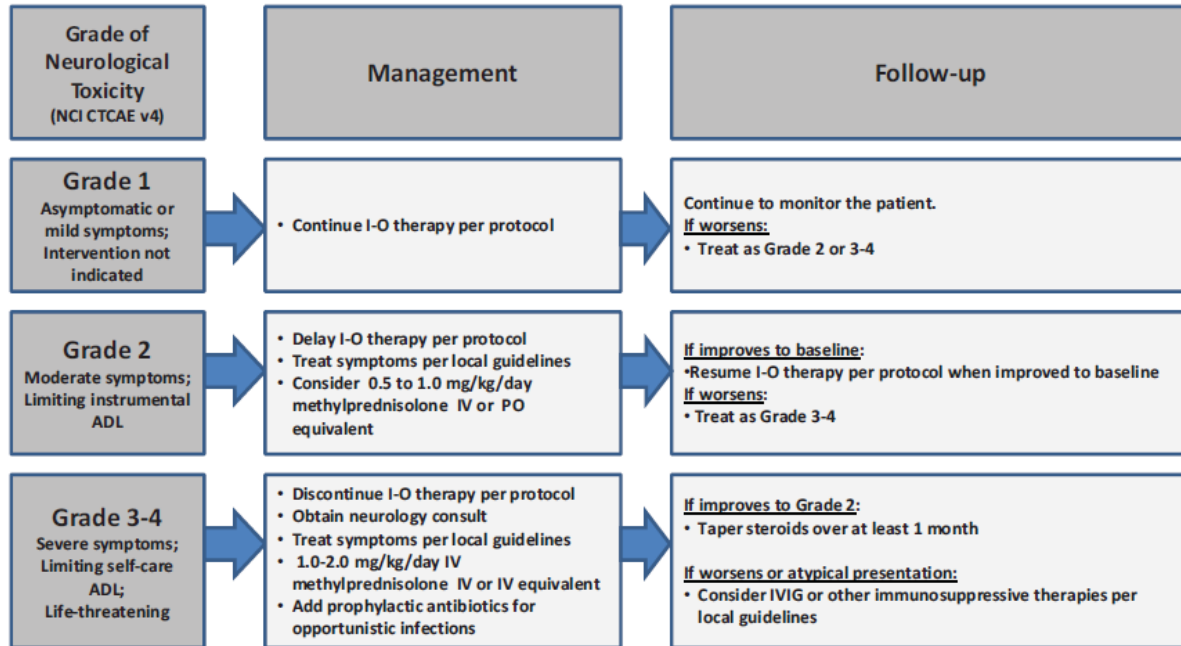 Grade of
Neurological
Toxicity
(NCI CTCAE v4)
Management
Follow-up
Grade 1
Asymptomatic or
mild symptoms;
Intervention not
indicated
• Continue I-O therapy per protocol
Continue to monitor the patient.
If worsens:
• Treat as Grade 2 or 3-4
Grade 2
Moderate symptoms;
Limiting instrumental
ADL
• Delay I-O therapy per protocol
• Treat symptoms per local guidelines
• Consider 0.5 to 1.0 mg/kg/day
methylprednisolone IV or PO
equivalent
If improves to baseline:
•Resume I-O therapy per protocol when improved to baseline
If worsens:
• Treat as Grade 3-4
Grade 3-4
Severe symptoms;
Limiting self-care
ADL;
Life-threatening
• Discontinue I-O therapy per protocol
• Obtain neurology consult
• Treat symptoms per local guidelines
• 1.0-2.0 mg/kg/day IV
methylprednisolone IV or IV equivalent
• Add prophylactic antibiotics for
opportunistic infections
If improves to Grade 2:
• Taper steroids over at least 1 month
If worsens or atypical presentation:
• Consider IVIG or other immunosuppressive therapies per
local guidelines